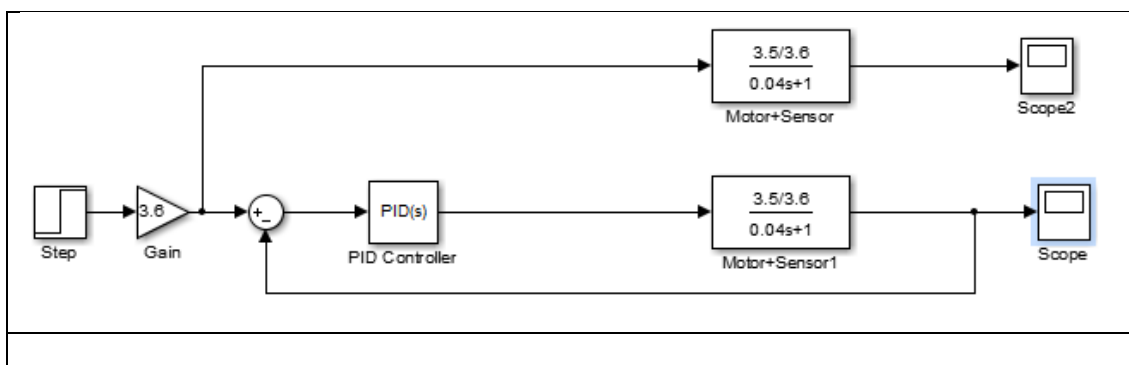 3.5/3.6
0.04s+1
Motor+Sensor
Scope2
Step
3.6
Gain
+
-
PID(s)
PID Controller
3.5/3.6
0.04s+1
Motor+Sensor1
Scope